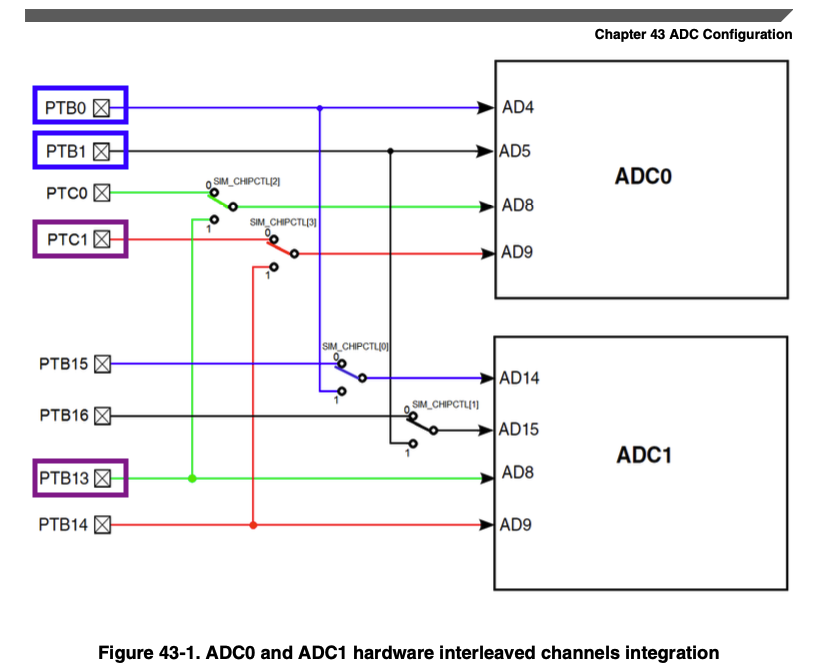 Chapter 43 ADC Configuration
PTB0
AD4
PTB1
AD5
ADC0
PTC0
0
SIM_CHIPCTL[2]
AD8
1
PTC1
SIM_CHIPCTL[3]
0
AD9
1
PTB15
SIM_CHIPCTL[0]
0
AD14
1
PTB16
0
SIM_CHIPCTL[1]
AD15
1
ADC1
PTB13
AD8
PTB14
AD9
Figure 43-1. ADC0 and ADC1 hardware interleaved channels integration